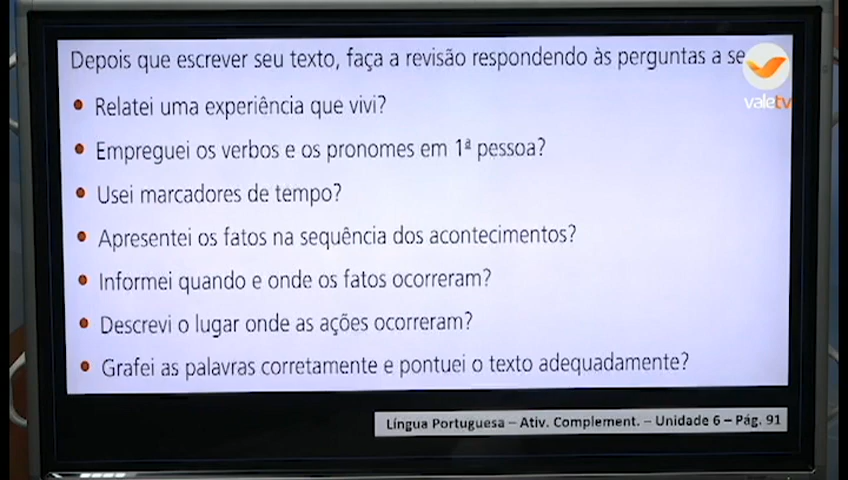 Depois que escrever seu texto, faça a revisão respondendo às perguntas a se
Relatei uma experiência que vivi?
Empreguei os verbos e os pronomes em 1ª pessoa?
Usei marcadores de tempo?
Apresentei os fatos na sequência dos acontecimentos?
Informei quando e onde os fatos ocorreram?
Descrevi o lugar onde as ações ocorreram?
Grafei as palavras corretamente e pontuei o texto adequadamente?
Língua Portuguesa – Ativ. Complement. – Unidade 6 – Pág. 91
valetv